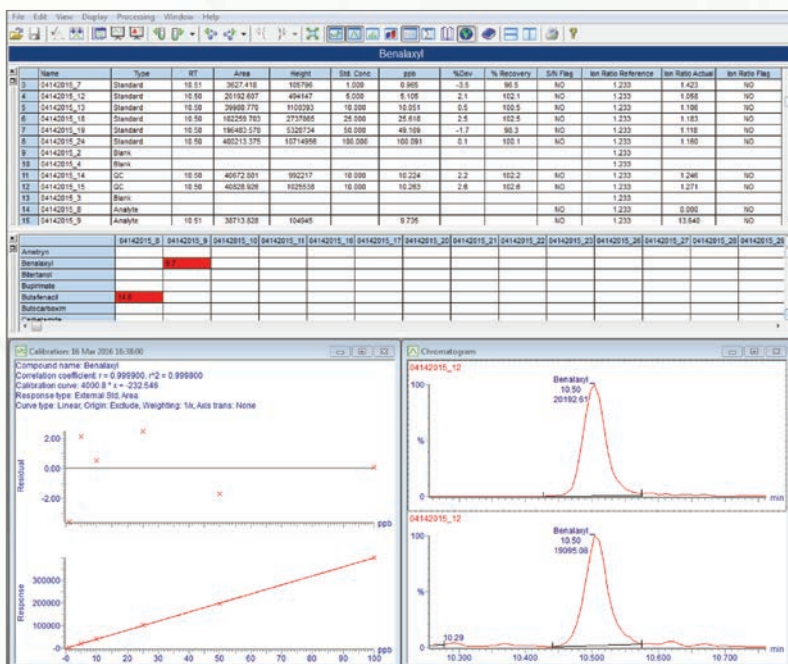 File Edit View Display Processing Window Help
Benalaxyl
Name Type RT Area Height Std. Conc ppb %Dev % Recovery S/N Flag Ion Ratio Reference Ion Ratio Actual Ion Ratio Flag
3 04142015_7 Standard 10.51 3627.418 105796 1.000 0.965 -3.5 96.5 NO 1.233 1.423 NO
4 04142015_12 Standard 10.50 20192.607 494147 5.000 5.105 2.1 102.1 NO 1.233 1.058 NO
5 04142015_13 Standard 10.50 39980.770 1100393 10.000 10.051 0.5 100.5 NO 1.233 1.106 NO
6 04142015_18 Standard 10.50 102259.703 2737865 25.000 25.618 2.5 102.5 NO 1.233 1.183 NO
7 04142015_19 Standard 10.50 196483.578 5328734 50.000 49.169 -1.7 98.3 NO 1.233 1.118 NO
8 04142015_24 Standard 10.50 400213.375 10714956 100.000 100.091 0.1 100.1 NO 1.233 1.160 NO
9 04142015_2 Blank 1.233
10 04142015_4 Blank 1.233
11 04142015_14 QC 10.50 40672.801 992217 10.000 10.224 2.2 102.2 NO 1.233 1.246 NO
12 04142015_15 QC 10.50 40828.926 1025538 10.000 10.263 2.6 102.6 NO 1.233 1.271 NO
13 04142015_3 Blank 1.233
14 04142015_8 Analyte NO 1.233 0.000 NO
15 04142015_9 Analyte 10.51 38713.828 104945 9.735 NO 1.233 13.640 NO
04142015_8 04142015_9 04142015_10 04142015_11 04142015_16 04142015_17 04142015_20 04142015_21 04142015_22 04142015_23 04142015_26 04142015_27 04142015_28 04142015_29
Ametryn
Benalaxyl 9.7
Bitertanol
Bupirimate
Butafenacil 14.6
Butocarboxim
Carbetamide
Calibration: 16 Mar 2016 16:38:00
Compound name: Benalaxyl
Correlation coefficient: r = 0.999900, r^2 = 0.999800
Calibration curve: 4000.8 * x + -232.546
Response type: External Std, Area
Curve type: Linear, Origin: Exclude, Weighting: 1/x, Axis trans: None
Residual
2.00
0.00
-2.00
ppb
Response
300000
200000
100000
-0
-0 10 20 30 40 50 60 70 80 90 100
ppb
Chromatogram
04142015_12
Benalaxyl
10.50
20192.61
100
%
0
min
04142015_12
Benalaxyl
10.50
19095.08
100
%
10.29
0
min
10.300 10.400 10.500 10.600 10.700